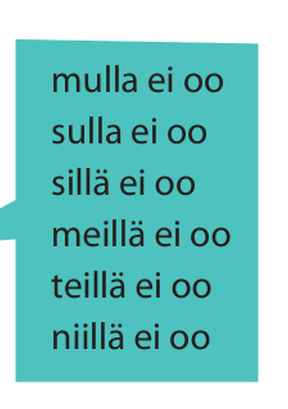 mulla ei oo
sulla ei oo
sillä ei oo
meillä ei oo
teillä ei oo
niillä ei oo